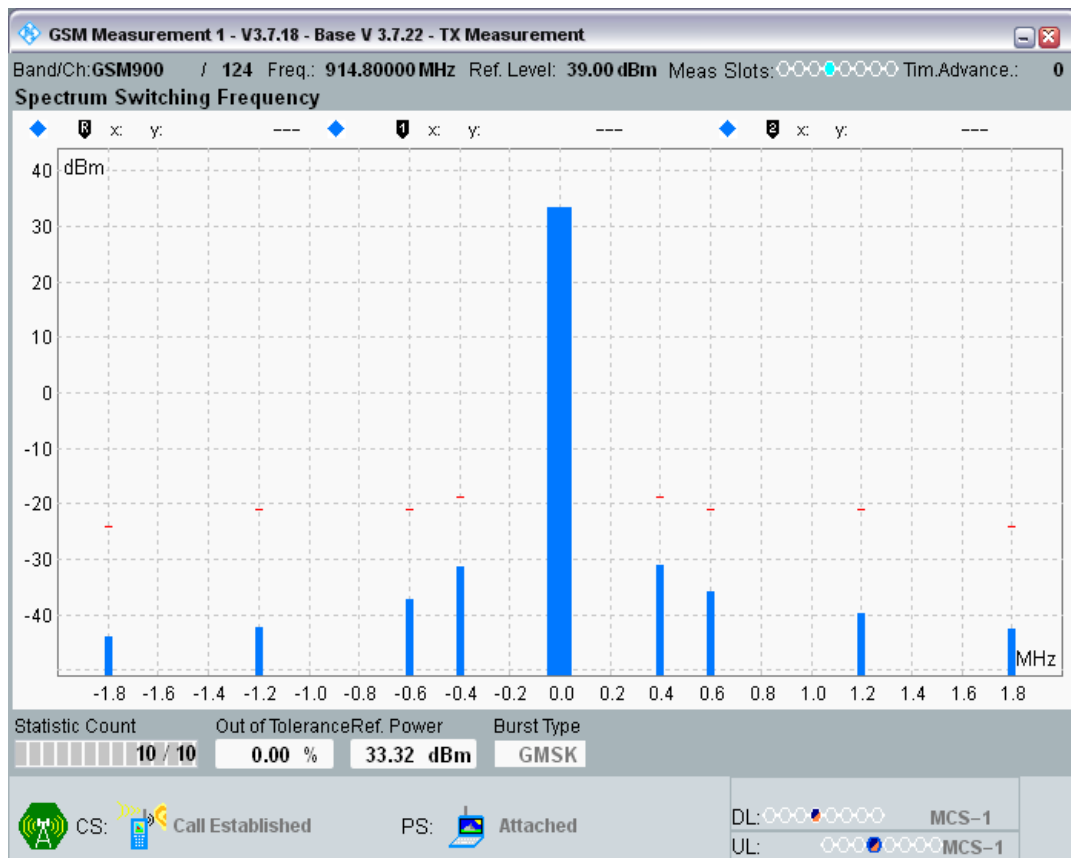 GSM Measurement 1 - V3.7.18 - Base V 3.7.22 - TX Measurement
Band/Ch:GSM900 / 124 Freq.: 914.80000 MHz Ref. Level: 39.00 dBm Meas Slots: Tim.Advance.: 0
Spectrum Switching Frequency
R x: y: --- 1 x: y: --- 2 x: y: ---
dBm
40
30
20
10
0
-10
-20
-30
-40
MHz
-1.8 -1.6 -1.4 -1.2 -1.0 -0.8 -0.6 -0.4 -0.2 0.0 0.2 0.4 0.6 0.8 1.0 1.2 1.4 1.6 1.8
Statistic Count Out of Tolerance Ref. Power Burst Type
10 / 10 0.00 % 33.32 dBm GMSK
CS: Call Established PS: Attached
DL: MCS-1
UL: MCS-1